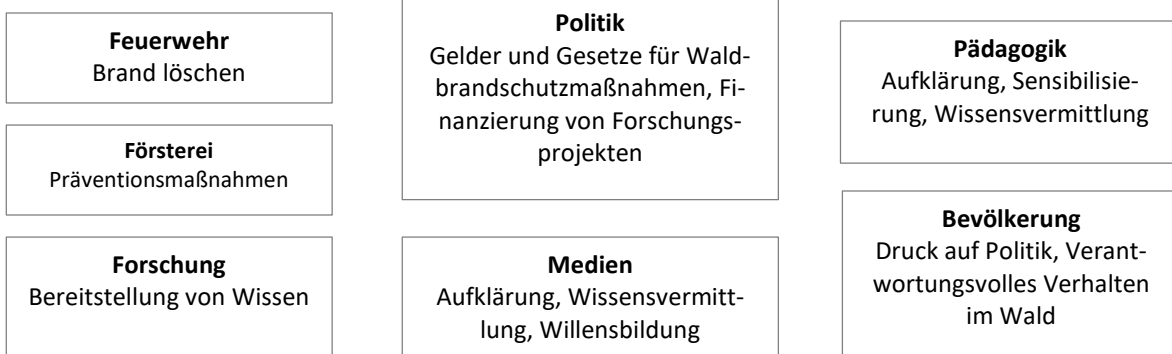 Feuerwehr
Brand löschen
Försterei
Präventionsmaßnahmen
Forschung
Bereitstellung von Wissen
Politik
Gelder und Gesetze für Wald-
brandschutzmaßnahmen, Fi-
nanzierung von Forschungs-
projekten
Medien
Aufklärung, Wissensvermitt-
lung, Willensbildung
Pädagogik
Aufklärung, Sensibilisie-
rung, Wissensvermittlung
Bevölkerung
Druck auf Politik, Verant-
wortungsvolles Verhalten
im Wald